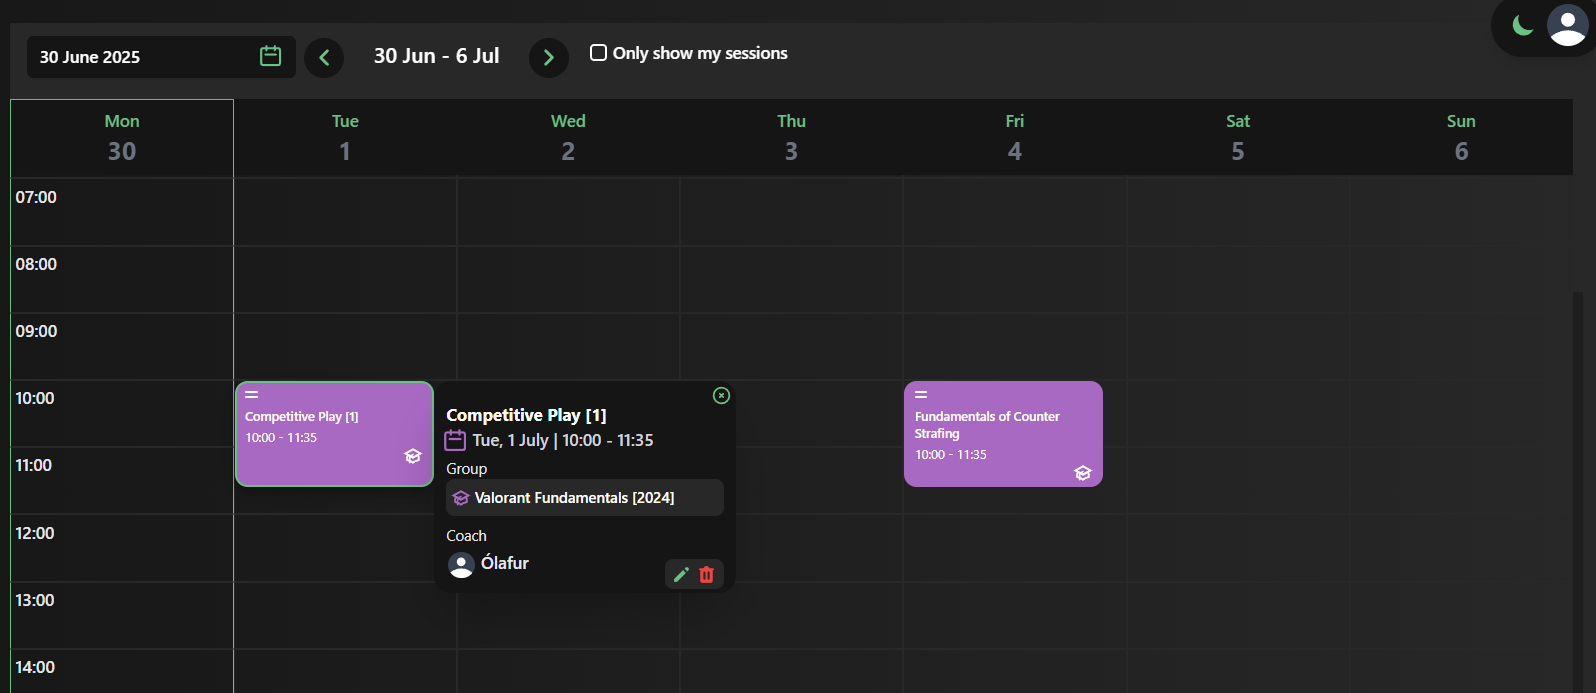 30 June 2025
30 Jun - 6 Jul
Only show my sessions
Mon Tue Wed Thu Fri Sat Sun
30 1 2 3 4 5 6
07:00
08:00
09:00
10:00
11:00
12:00
13:00
14:00
Competitive Play [1]
10:00 - 11:35
Competitive Play [1]
Tue, 1 July | 10:00 - 11:35
Group
Valorant Fundamentals [2024]
Coach
Ólafur
Fundamentals of Counter
Strafing
10:00 - 11:35